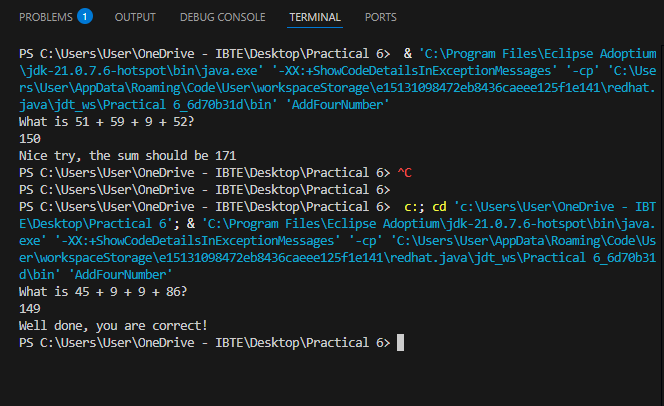 PROBLEMS 1 OUTPUT DEBUG CONSOLE TERMINAL PORTS
PS C:\Users\User\OneDrive - IBTE\Desktop\Practical 6>  & 'C:\Program Files\Eclipse Adoptium
\jdk-21.0.7.6-hotspot\bin\java.exe' '-XX:+ShowCodeDetailsInExceptionMessages' '-cp' 'C:\Use
rs\User\AppData\Roaming\Code\User\workspaceStorage\e15131098472eb8436caeee125f1e141\redhat.
java\jdt_ws\Practical 6_6d70b31d\bin' 'AddFourNumber'
What is 51 + 59 + 9 + 52?
150
Nice try, the sum should be 171
PS C:\Users\User\OneDrive - IBTE\Desktop\Practical 6> ^C
PS C:\Users\User\OneDrive - IBTE\Desktop\Practical 6>
PS C:\Users\User\OneDrive - IBTE\Desktop\Practical 6>  c:; cd 'c:\Users\User\OneDrive - IBT
E\Desktop\Practical 6'; & 'C:\Program Files\Eclipse Adoptium\jdk-21.0.7.6-hotspot\bin\java.
exe' '-XX:+ShowCodeDetailsInExceptionMessages' '-cp' 'C:\Users\User\AppData\Roaming\Code\Us
er\workspaceStorage\e15131098472eb8436caeee125f1e141\redhat.java\jdt_ws\Practical 6_6d70b31
d\bin' 'AddFourNumber'
What is 45 + 9 + 9 + 86?
149
Well done, you are correct!
PS C:\Users\User\OneDrive - IBTE\Desktop\Practical 6>